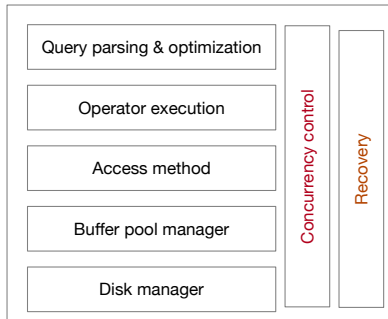 Query parsing & optimization
Operator execution
Access method
Buffer pool manager
Disk manager
Concurrency control
Recovery